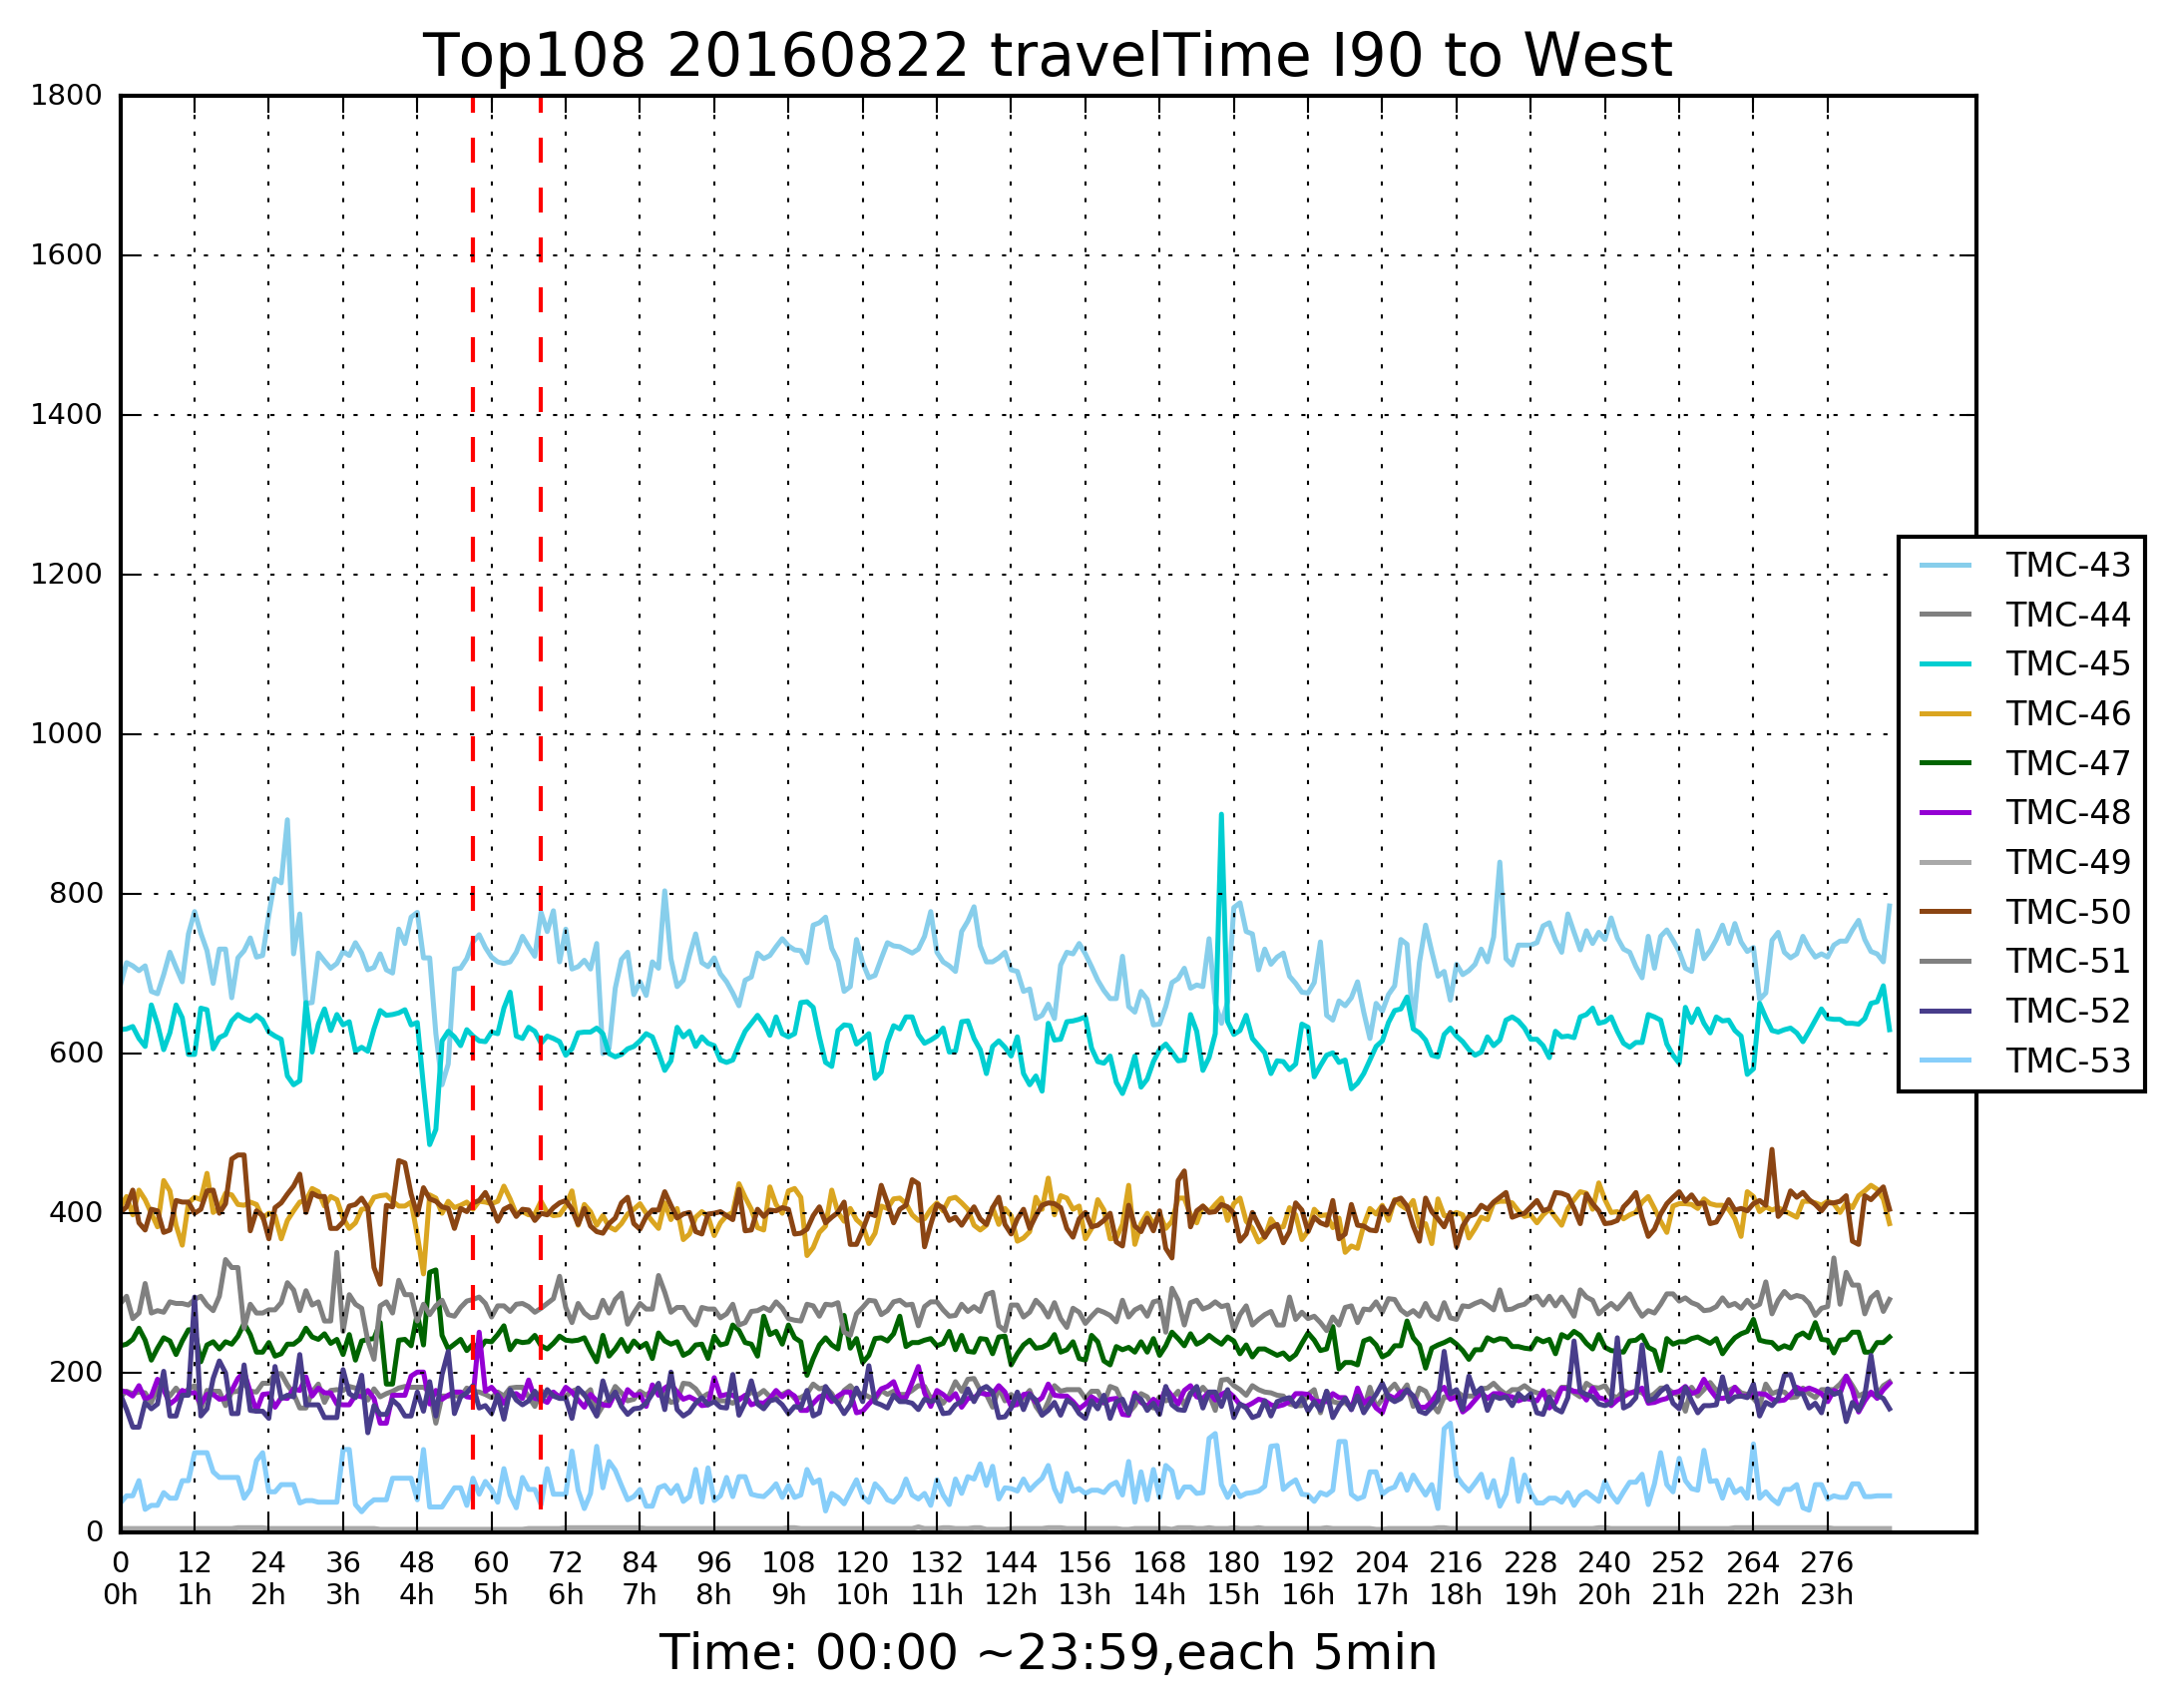 Top108 20160822 travelTime I90 to West
1800
1600
1400
1200
1000
800
600
400
200
0
TMC-43
TMC-44
TMC-45
TMC-46
TMC-47
TMC-48
TMC-49
TMC-50
TMC-51
TMC-52
TMC-53
0 12 24 36 48 60 72 84 96 108 120 132 144 156 168 180 192 204 216 228 240 252 264 276
0h 1h 2h 3h 4h 5h 6h 7h 8h 9h 10h 11h 12h 13h 14h 15h 16h 17h 18h 19h 20h 21h 22h 23h
Time: 00:00 ~23:59,each 5min